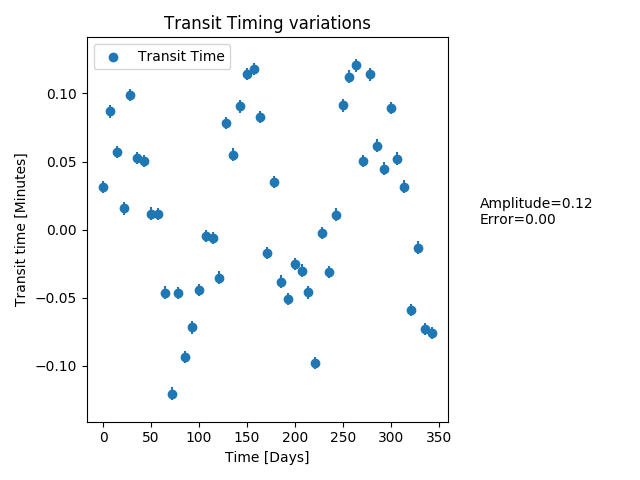 Transit Timing variations
Transit Time
Transit time [Minutes]
0.10
0.05
0.00
−0.05
−0.10
0 50 100 150 200 250 300 350
Time [Days]
Amplitude=0.12
Error=0.00